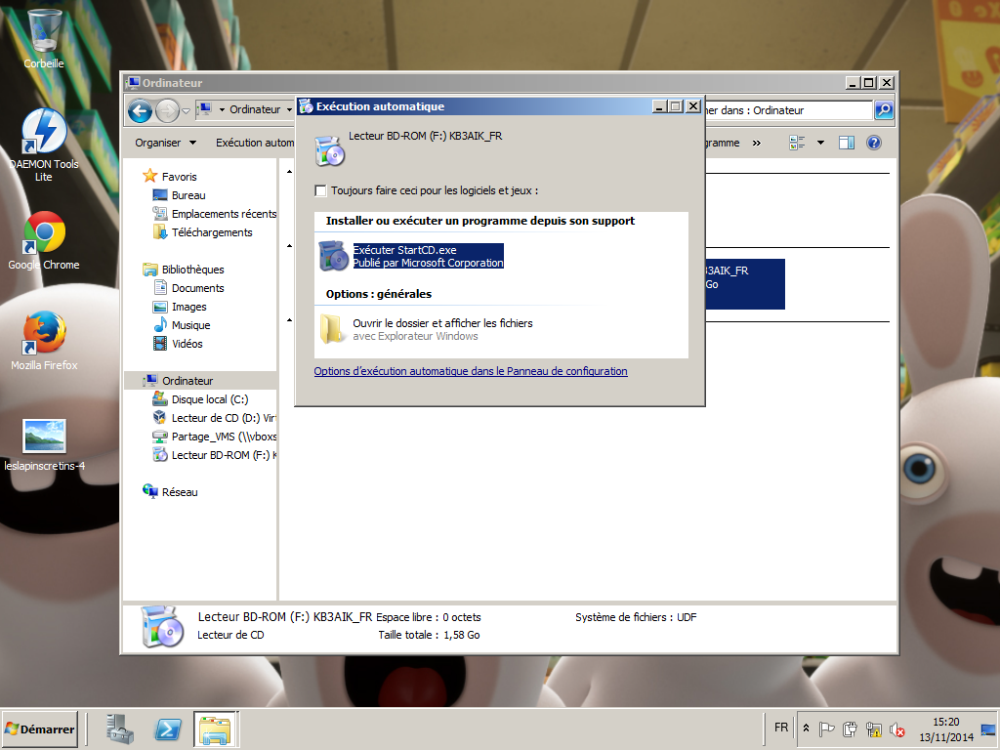 Corbeille
DAEMON Tools
Lite
Google Chrome
Mozilla Firefox
leslapinscretins-4
Ordinateur
Ordinateur
her dans : Ordinateur
Organiser
Exécution autom
gramme
»
Favoris
Bureau
Emplacements récents
Téléchargements
Bibliothèques
Documents
Images
Musique
Vidéos
Ordinateur
Disque local (C:)
Lecteur de CD (D:) Virt
Partage_VMS (\\vboxs
Lecteur BD-ROM (F:) K
Réseau
Exécution automatique
Lecteur BD-ROM (F:) KB3AIK_FR
Toujours faire ceci pour les logiciels et jeux :
Installer ou exécuter un programme depuis son support
Exécuter StartCD.exe
Publié par Microsoft Corporation
Options : générales
Ouvrir le dossier et afficher les fichiers
avec Explorateur Windows
Options d'exécution automatique dans le Panneau de configuration
B3AIK_FR
Go
Lecteur BD-ROM (F:) KB3AIK_FR Espace libre : 0 octets
Système de fichiers : UDF
Lecteur de CD
Taille totale : 1,58 Go
Démarrer
FR
15:20
13/11/2014